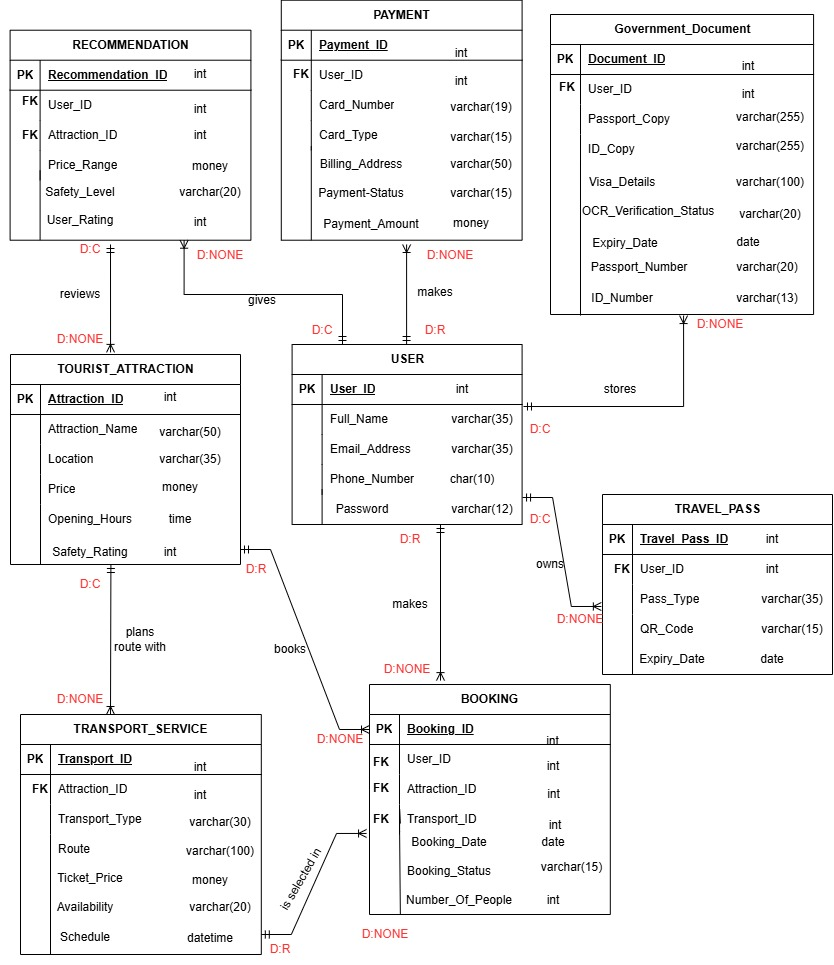 RECOMMENDATION
PK Recommendation_ID int
FK User_ID int
FK Attraction_ID int
Price_Range money
Safety_Level varchar(20)
User_Rating int
PAYMENT
PK Payment_ID int
FK User_ID int
Card_Number varchar(19)
Card_Type varchar(15)
Billing_Address varchar(50)
Payment-Status varchar(15)
Payment_Amount money
Government_Document
PK Document_ID int
FK User_ID int
Passport_Copy varchar(255)
ID_Copy varchar(255)
Visa_Details varchar(100)
OCR_Verification_Status varchar(20)
Expiry_Date date
Passport_Number varchar(20)
ID_Number varchar(13)
D:C
D:NONE
D:NONE
reviews
gives
makes
D:NONE
D:NONE
D:C
D:R
TOURIST_ATTRACTION
PK Attraction_ID int
Attraction_Name varchar(50)
Location varchar(35)
Price money
Opening_Hours time
Safety_Rating int
USER
PK User_ID int
Full_Name varchar(35)
Email_Address varchar(35)
Phone_Number char(10)
Password varchar(12)
stores
D:C
D:C
owns
D:NONE
TRAVEL_PASS
PK Travel_Pass_ID int
FK User_ID int
Pass_Type varchar(35)
QR_Code varchar(15)
Expiry_Date date
D:C
D:R
D:R
plans
route with
books
makes
D:NONE
D:NONE
D:NONE
TRANSPORT_SERVICE
PK Transport_ID int
FK Attraction_ID int
Transport_Type varchar(30)
Route varchar(100)
Ticket_Price money
Availability varchar(20)
Schedule datetime
BOOKING
PK Booking_ID int
FK User_ID int
FK Attraction_ID int
FK Transport_ID int
Booking_Date date
Booking_Status varchar(15)
Number_Of_People int
is selected in
D:R
D:NONE